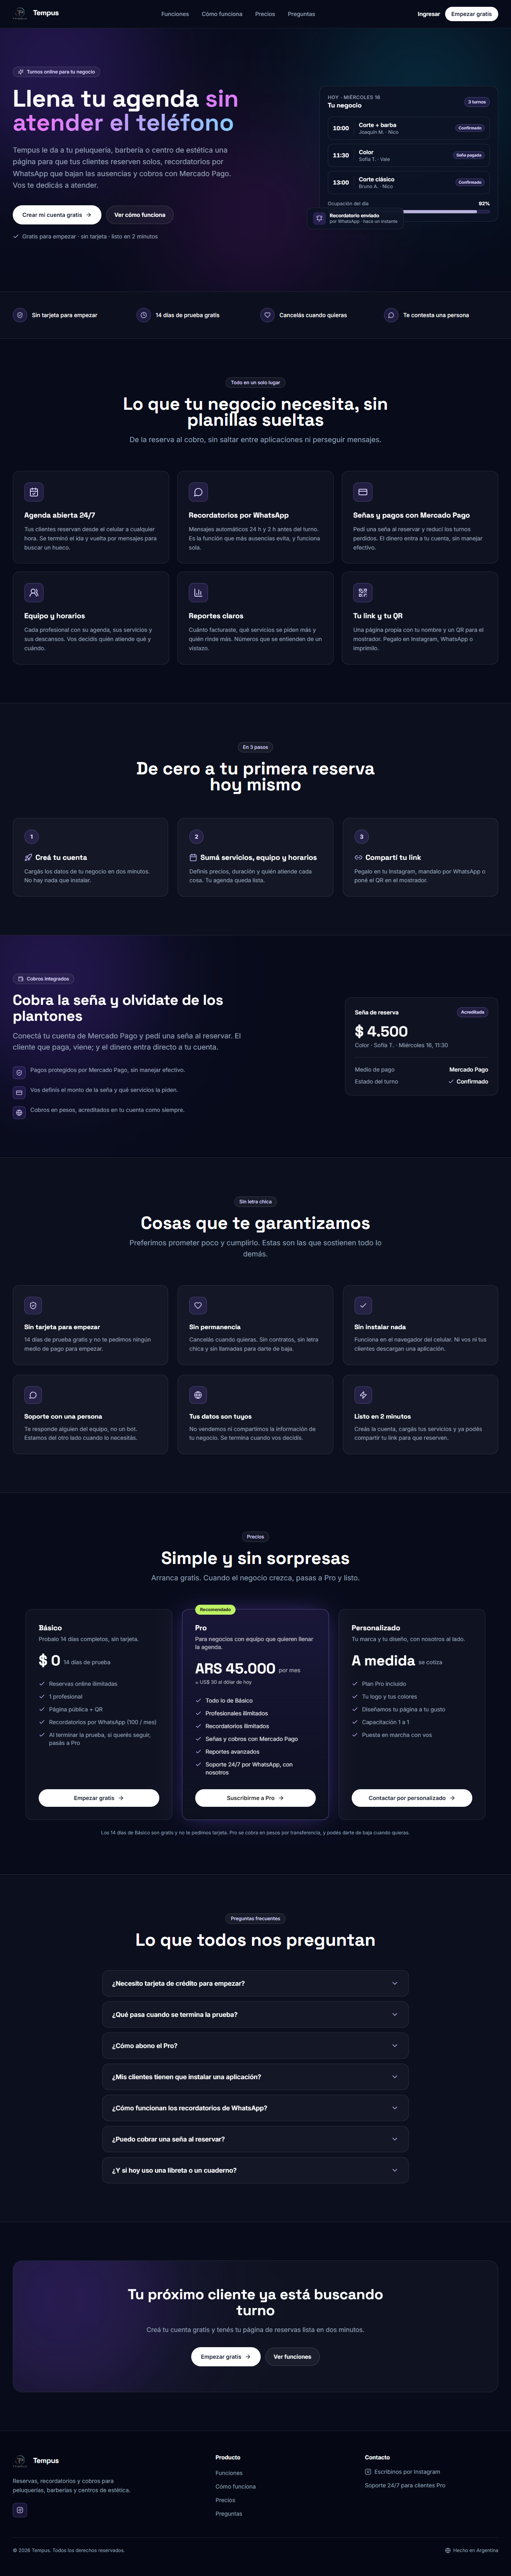 Tempus
Funciones
Cómo funciona
Precios
Preguntas
Ingresar
Empezar gratis
Turnos online para tu negocio
Llena tu agenda sin
atender el teléfono
Tempus le da a tu peluquería, barbería o centro de estética una
página para que tus clientes reserven solos, recordatorios por
WhatsApp que bajan las ausencias y cobros con Mercado Pago.
Vos te dedicás a atender.
Crear mi cuenta gratis
Ver cómo funciona
Gratis para empezar · sin tarjeta · listo en 2 minutos
HOY · MIÉRCOLES 16
Tu negocio
3 turnos
10:00
Corte + barba
Joaquín M. · Nico
Confirmado
11:30
Color
Sofía T. · Vale
Seña pagada
13:00
Corte clásico
Bruno A. · Nico
Confirmado
Ocupación del día
92%
Recordatorio enviado
por WhatsApp · hace un instante
Sin tarjeta para empezar
14 días de prueba gratis
Cancelás cuando quieras
Te contesta una persona
Todo en un solo lugar
Lo que tu negocio necesita, sin
planillas sueltas
De la reserva al cobro, sin saltar entre aplicaciones ni perseguir mensajes.
Agenda abierta 24/7
Tus clientes reservan desde el celular a cualquier
hora. Se terminó el ida y vuelta por mensajes para
buscar un hueco.
Recordatorios por WhatsApp
Mensajes automáticos 24 h y 2 h antes del turno.
Es la función que más ausencias evita, y funciona
sola.
Señas y pagos con Mercado Pago
Pedí una seña al reservar y reducí los turnos
perdidos. El dinero entra a tu cuenta, sin manejar
efectivo.
Equipo y horarios
Cada profesional con su agenda, sus servicios y
sus descansos. Vos decidís quién atiende qué y
cuándo.
Reportes claros
Cuánto facturaste, qué servicios se piden más y
quién rinde más. Números que se entienden de un
vistazo.
Tu link y tu QR
Una página propia con tu nombre y un QR para el
mostrador. Pegalo en Instagram, WhatsApp o
imprimilo.
En 3 pasos
De cero a tu primera reserva
hoy mismo
1
Creá tu cuenta
Cargás los datos de tu negocio en dos minutos.
No hay nada que instalar.
2
Sumá servicios, equipo y horarios
Definís precios, duración y quién atiende cada
cosa. Tu agenda queda lista.
3
Compartí tu link
Pegalo en tu Instagram, mandalo por WhatsApp o
poné el QR en el mostrador.
Cobros integrados
Cobra la seña y olvidate de los
plantones
Conectá tu cuenta de Mercado Pago y pedí una seña al reservar. El
cliente que paga, viene; y el dinero entra directo a tu cuenta.
Pagos protegidos por Mercado Pago, sin manejar efectivo.
Vos definís el monto de la seña y qué servicios la piden.
Cobros en pesos, acreditados en tu cuenta como siempre.
Seña de reserva
Acreditada
$ 4.500
Color · Sofía T. · Miércoles 16, 11:30
Medio de pago
Mercado Pago
Estado del turno
Confirmado
Sin letra chica
Cosas que te garantizamos
Preferimos prometer poco y cumplirlo. Estas son las que sostienen todo lo
demás.
Sin tarjeta para empezar
14 días de prueba gratis y no te pedimos ningún
medio de pago para empezar.
Sin permanencia
Cancelás cuando quieras. Sin contratos, sin letra
chica y sin llamadas para darte de baja.
Sin instalar nada
Funciona en el navegador del celular. Ni vos ni tus
clientes descargan una aplicación.
Soporte con una persona
Te responde alguien del equipo, no un bot.
Estamos del otro lado cuando lo necesitás.
Tus datos son tuyos
No vendemos ni compartimos la información de
tu negocio. Se termina cuando vos decidís.
Listo en 2 minutos
Creás la cuenta, cargás tus servicios y ya podés
compartir tu link para que reserven.
Precios
Simple y sin sorpresas
Arranca gratis. Cuando el negocio crezca, pasas a Pro y listo.
Básico
Probalo 14 días completos, sin tarjeta.
$ 0 14 días de prueba
Reservas online ilimitadas
1 profesional
Página pública + QR
Recordatorios por WhatsApp (100 / mes)
Al terminar la prueba, si querés seguir,
pasás a Pro
Empezar gratis
Recomendado
Pro
Para negocios con equipo que quieren llenar
la agenda.
ARS 45.000 por mes
≈ US$ 30 al dólar de hoy
Todo lo de Básico
Profesionales ilimitados
Recordatorios ilimitados
Señas y cobros con Mercado Pago
Reportes avanzados
Soporte 24/7 por WhatsApp, con
nosotros
Suscribirme a Pro
Personalizado
Tu marca y tu diseño, con nosotros al lado.
A medida se cotiza
Plan Pro incluido
Tu logo y tus colores
Diseñamos tu página a tu gusto
Capacitación 1 a 1
Puesta en marcha con vos
Contactar por personalizado
Los 14 días de Básico son gratis y no te pedimos tarjeta. Pro se cobra en pesos por transferencia, y podés darte de baja cuando quieras.
Preguntas frecuentes
Lo que todos nos preguntan
¿Necesito tarjeta de crédito para empezar?
¿Qué pasa cuando se termina la prueba?
¿Cómo abono el Pro?
¿Mis clientes tienen que instalar una aplicación?
¿Cómo funcionan los recordatorios de WhatsApp?
¿Puedo cobrar una seña al reservar?
¿Y si hoy uso una libreta o un cuaderno?
Tu próximo cliente ya está buscando
turno
Creá tu cuenta gratis y tenés tu página de reservas lista en dos minutos.
Empezar gratis
Ver funciones
Tempus
Reservas, recordatorios y cobros para
peluquerías, barberías y centros de estética.
Producto
Funciones
Cómo funciona
Precios
Preguntas
Contacto
Escribinos por Instagram
Soporte 24/7 para clientes Pro
© 2026 Tempus. Todos los derechos reservados.
Hecho en Argentina